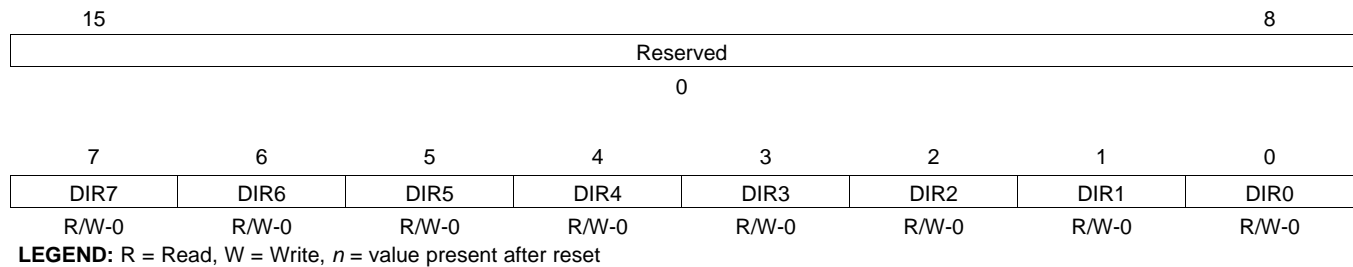 15 8
Reserved
0
7 6 5 4 3 2 1 0
DIR7 DIR6 DIR5 DIR4 DIR3 DIR2 DIR1 DIR0
R/W-0 R/W-0 R/W-0 R/W-0 R/W-0 R/W-0 R/W-0 R/W-0
LEGEND: R = Read, W = Write, n = value present after reset